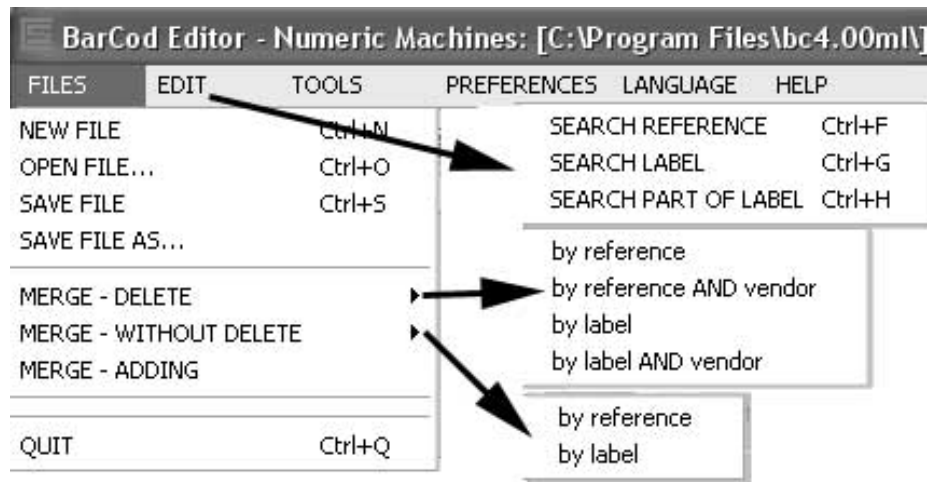 BarCod Editor - Numeric Machines: [C:\Program Files\bc4.00ml\]
FILES EDIT TOOLS PREFERENCES LANGUAGE HELP
NEW FILE Ctrl+N
OPEN FILE... Ctrl+O
SAVE FILE Ctrl+S
SAVE FILE AS...
MERGE - DELETE
MERGE - WITHOUT DELETE
MERGE - ADDING
QUIT Ctrl+Q
SEARCH REFERENCE Ctrl+F
SEARCH LABEL Ctrl+G
SEARCH PART OF LABEL Ctrl+H
by reference
by reference AND vendor
by label
by label AND vendor
by reference
by label